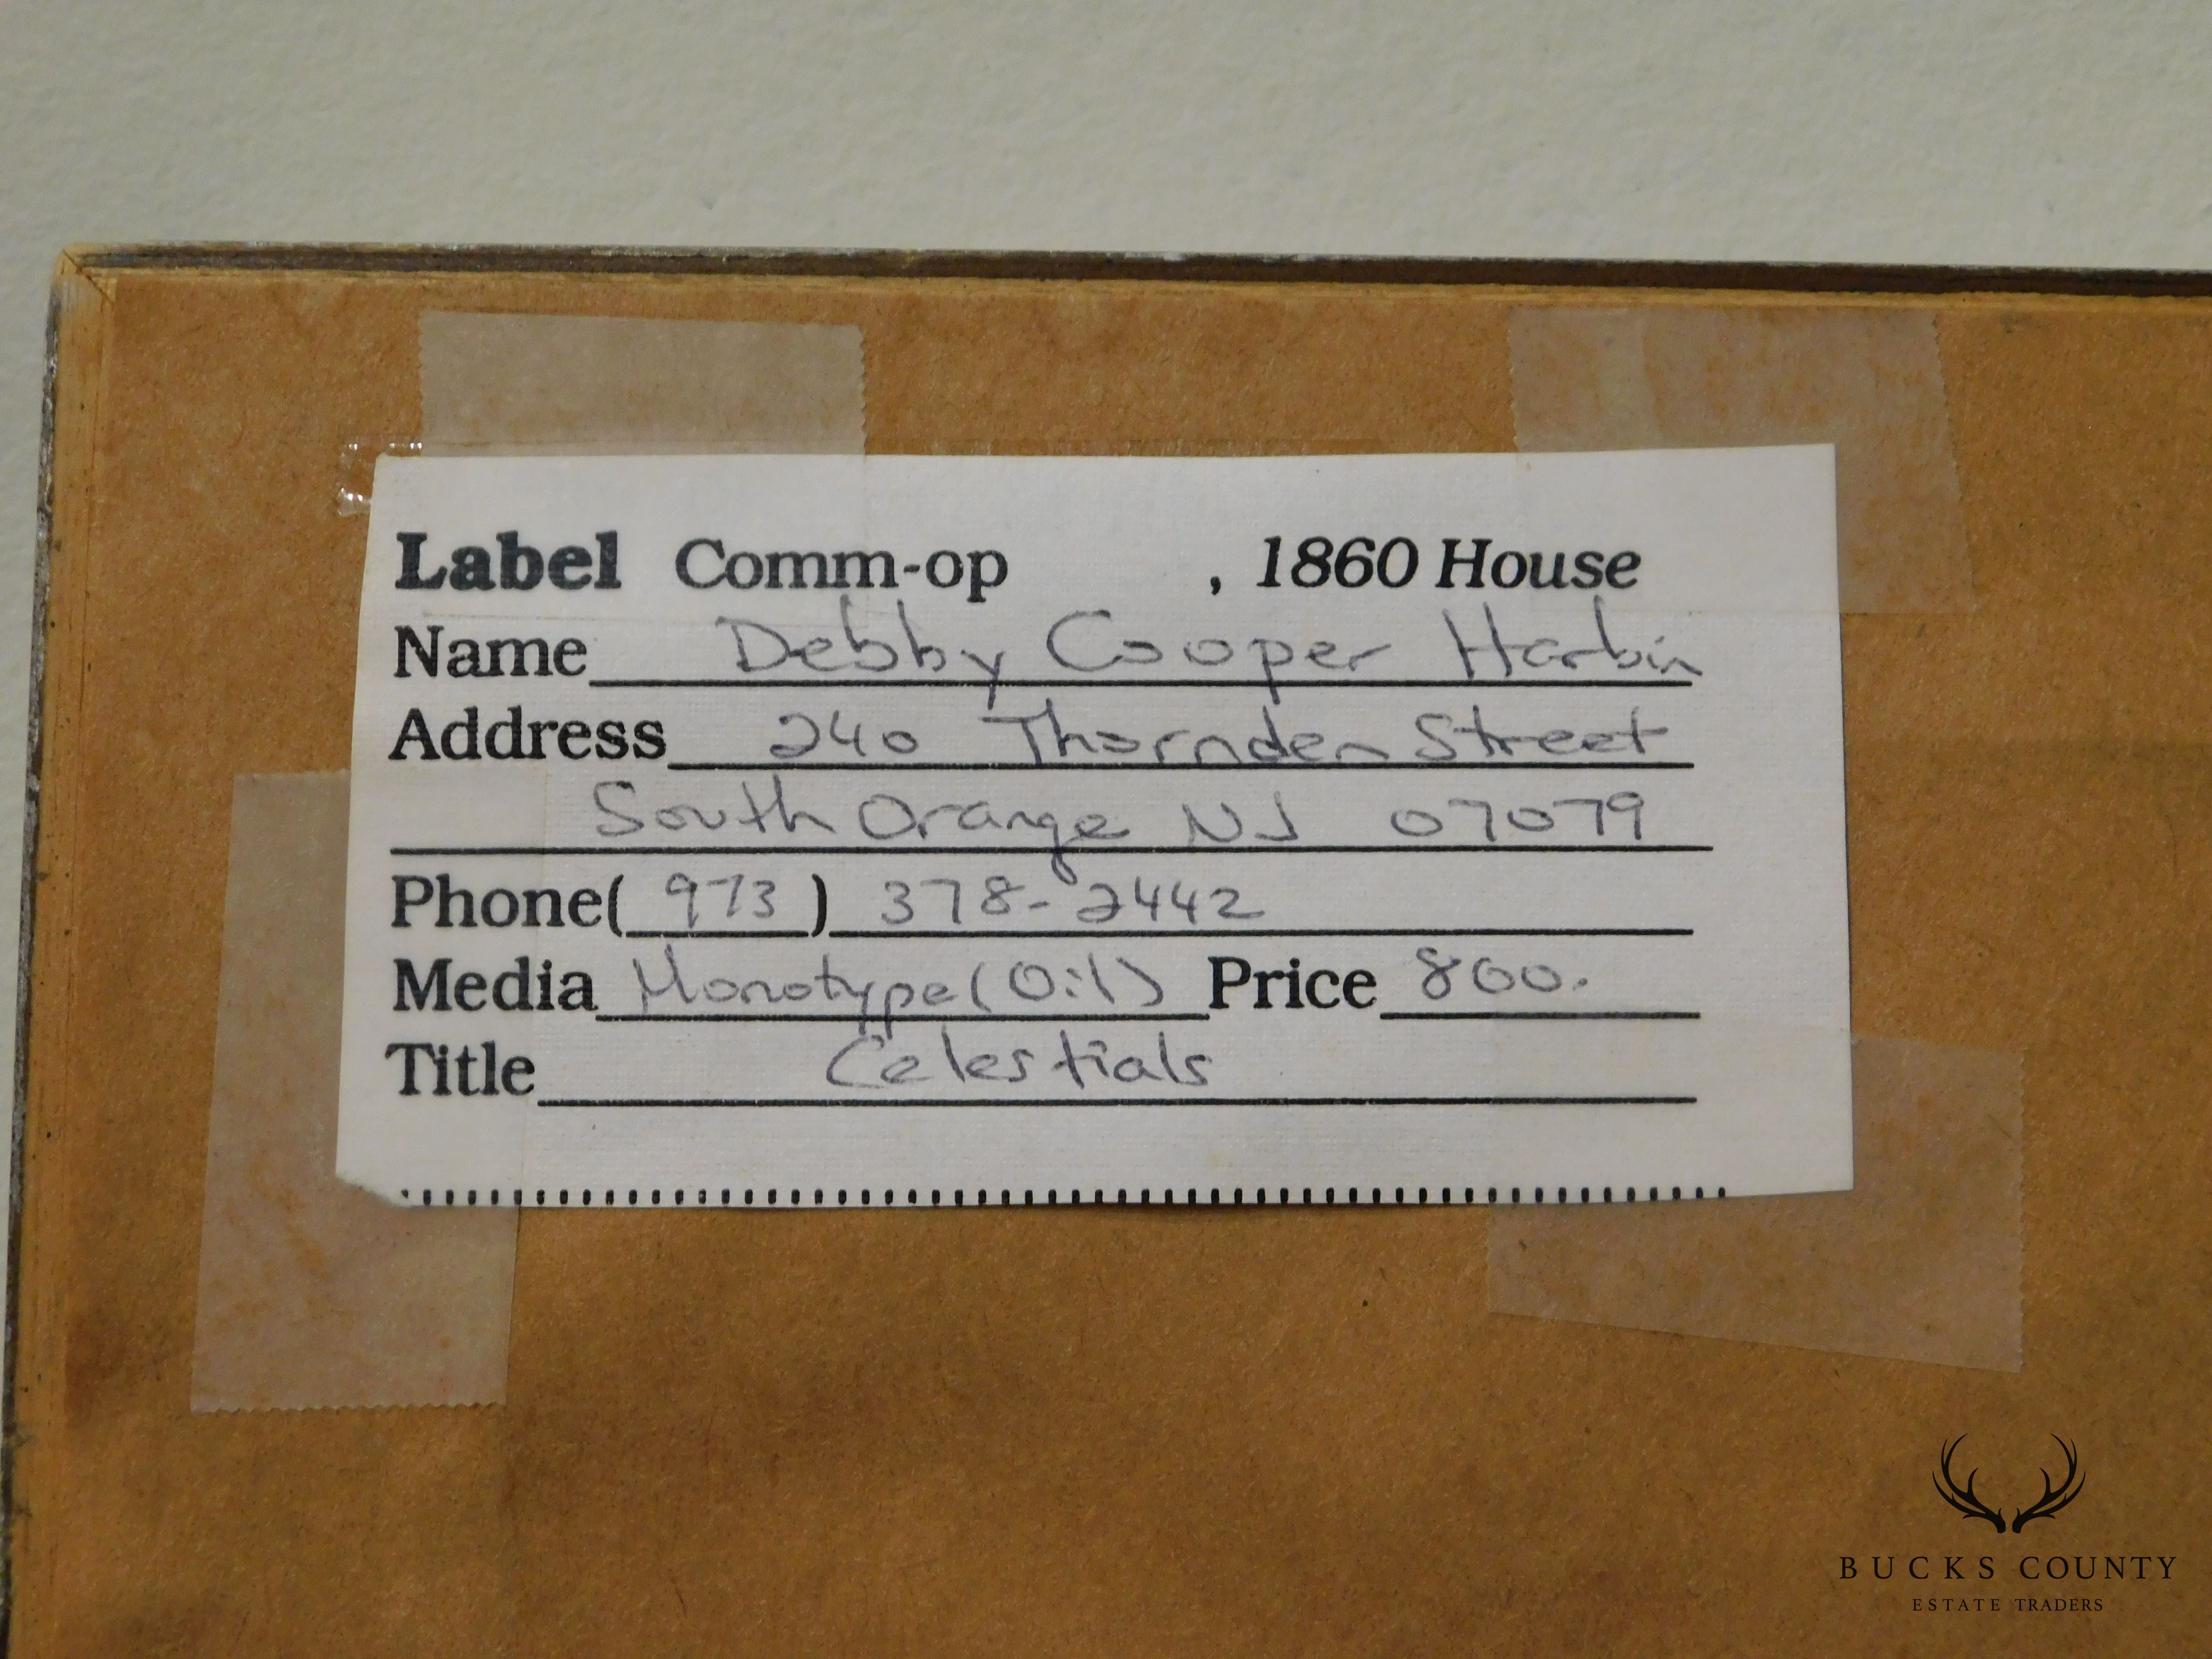 Label Comm-op , 1860 House
Name Debby Cooper Harbin
Address 240 Thornden Street
South Orange NJ 07079
Phone( 973 ) 378-2442
Media Monotype(Oil) Price 800.
Title Celestials
BUCKS COUNTY
ESTATE TRADERS